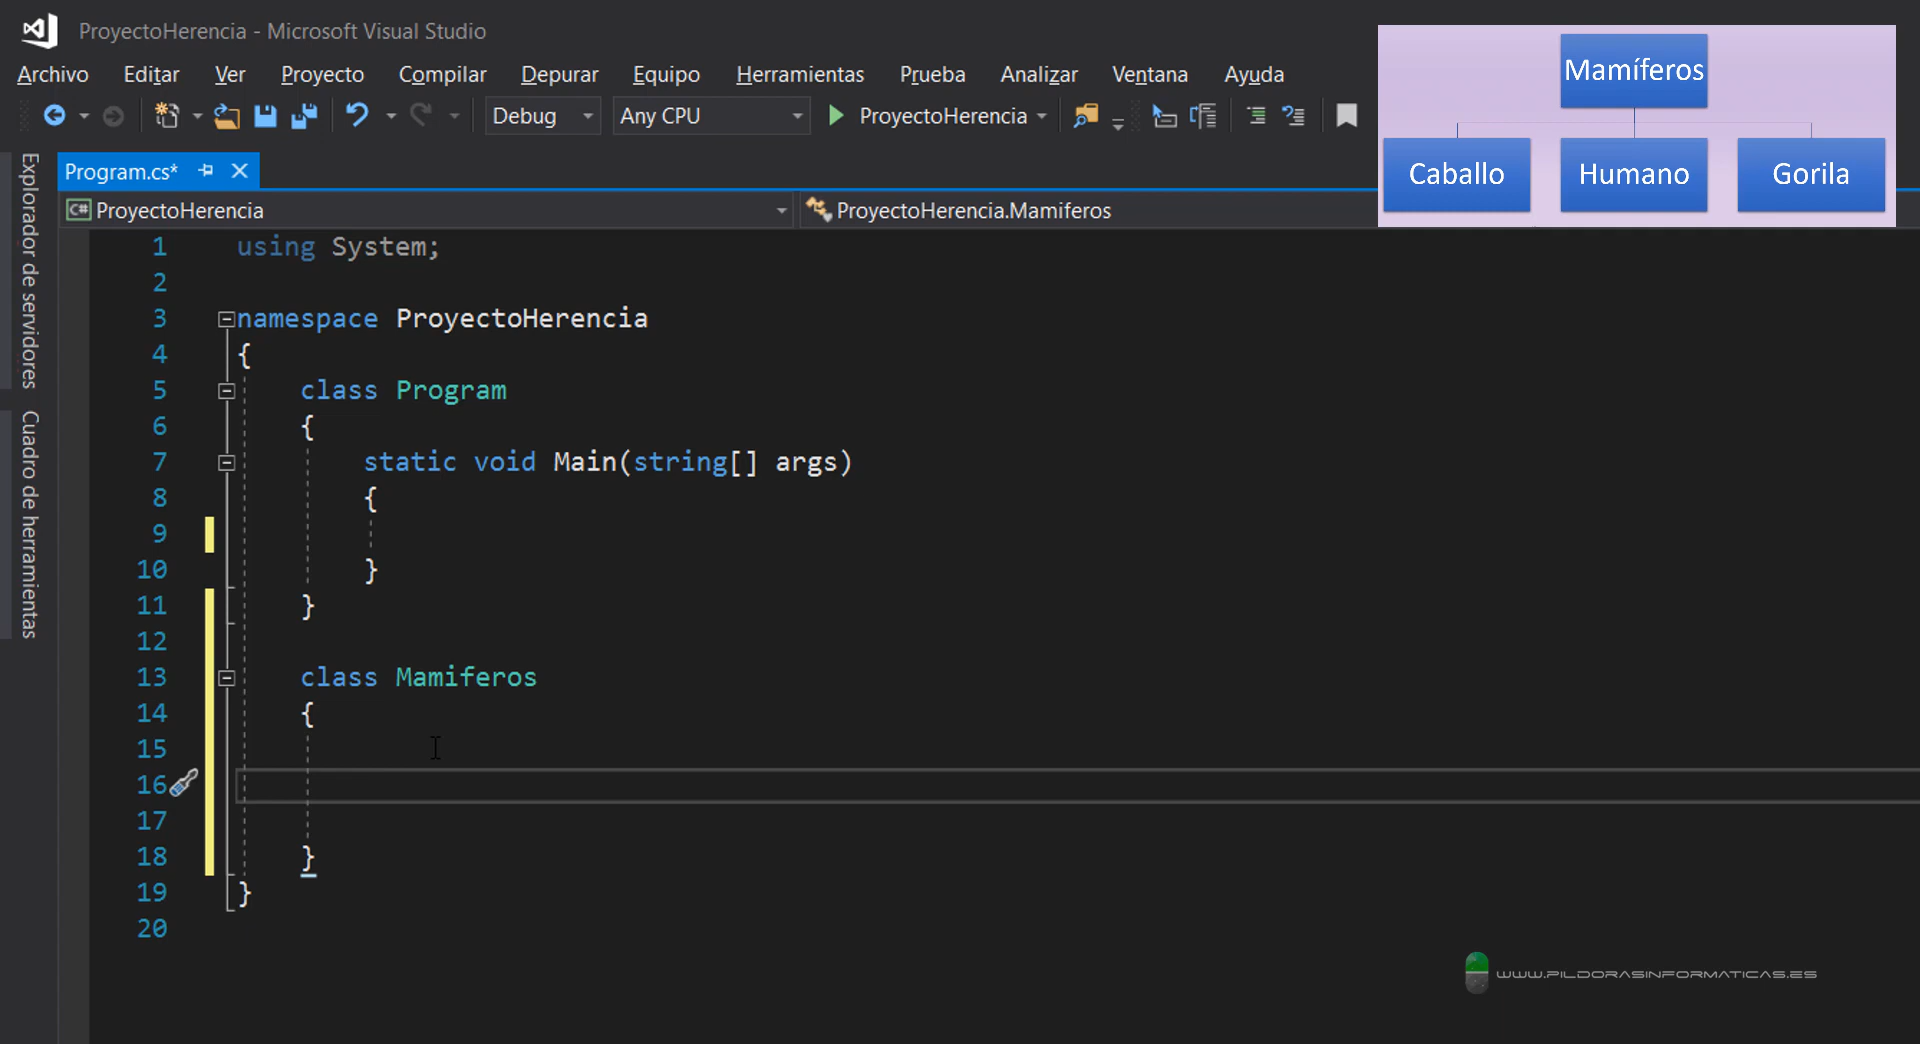 ProyectoHerencia - Microsoft Visual Studio
Archivo Editar Ver Proyecto Compilar Depurar Equipo Herramientas Prueba Analizar Ventana Ayuda
Debug Any CPU ProyectoHerencia
Mamíferos
Caballo Humano Gorila
Explorador de servidores
Cuadro de herramientas
Program.cs*
C# ProyectoHerencia ProyectoHerencia.Mamiferos
1 using System;
2
3 namespace ProyectoHerencia
4 {
5 class Program
6 {
7 static void Main(string[] args)
8 {
9
10 }
11 }
12
13 class Mamiferos
14 {
15
16
17
18 }
19 }
20
WWW.PILDORASINFORMATICAS.ES